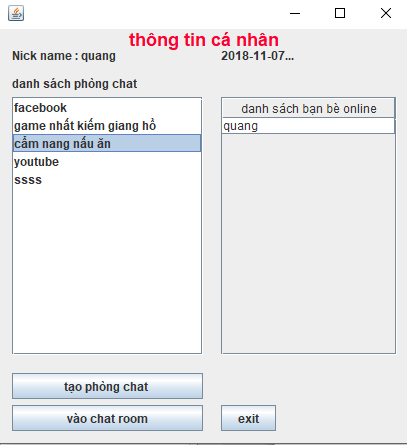 thông tin cá nhân
Nick name : quang
2018-11-07...
danh sách phòng chat
facebook
game nhất kiếm giang hồ
cẩm nang nấu ăn
youtube
ssss
danh sách bạn bè online
quang
tạo phòng chat
vào chat room
exit